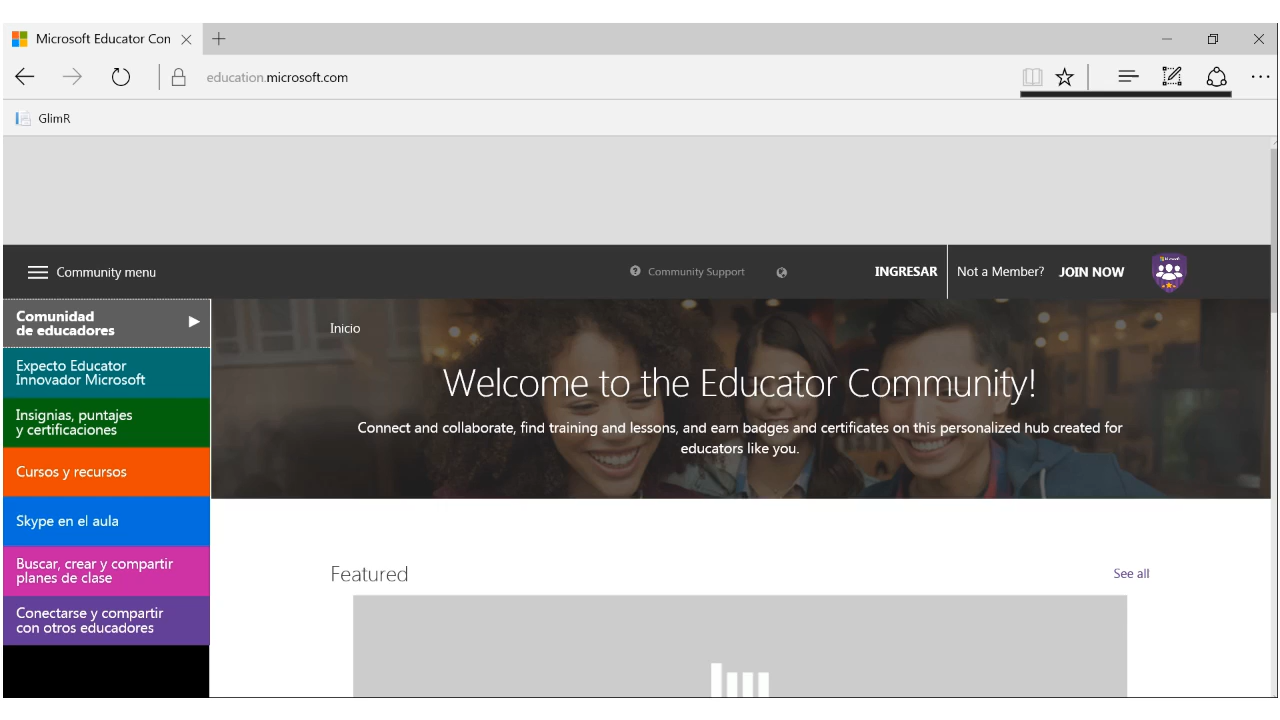 Microsoft Educator Con
education.microsoft.com
GlimR
Community menu
Community Support
INGRESAR
Not a Member? JOIN NOW
Comunidad
de educadores
Expecto Educator
Innovador Microsoft
Insignias, puntajes
y certificaciones
Cursos y recursos
Skype en el aula
Buscar, crear y compartir
planes de clase
Conectarse y compartir
con otros educadores
Inicio
Welcome to the Educator Community!
Connect and collaborate, find training and lessons, and earn badges and certificates on this personalized hub created for
educators like you.
Featured
See all